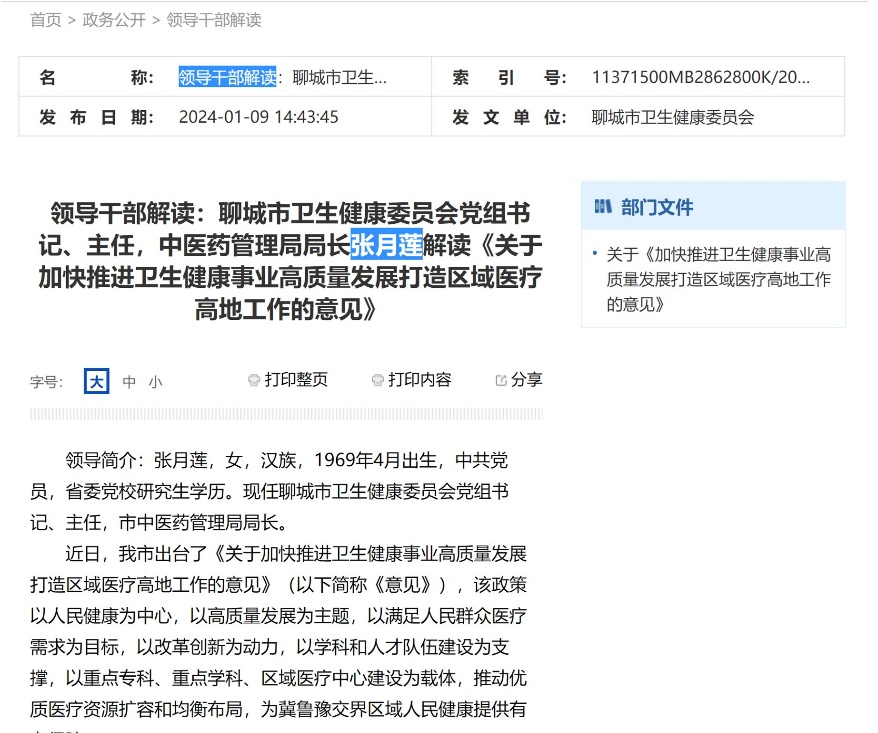 首页 > 政务公开 > 领导干部解读
名称： 领导干部解读：聊城市卫生...
索引号： 11371500MB2862800K/20...
发布日期： 2024-01-09 14:43:45
发文单位： 聊城市卫生健康委员会
领导干部解读：聊城市卫生健康委员会党组书
记、主任，中医药管理局局长张月莲解读《关于
加快推进卫生健康事业高质量发展打造区域医疗
高地工作的意见》
部门文件
• 关于《加快推进卫生健康事业高
质量发展打造区域医疗高地工作
的意见》
字号： 大 中 小 打印整页 打印内容 分享
领导简介：张月莲，女，汉族，1969年4月出生，中共党
员，省委党校研究生学历。现任聊城市卫生健康委员会党组书
记、主任，市中医药管理局局长。
近日，我市出台了《关于加快推进卫生健康事业高质量发展
打造区域医疗高地工作的意见》（以下简称《意见》），该政策
以人民健康为中心，以高质量发展为主题，以满足人民群众医疗
需求为目标，以改革创新为动力，以学科和人才队伍建设为支
撑，以重点专科、重点学科、区域医疗中心建设为载体，推动优
质医疗资源扩容和均衡布局，为冀鲁豫交界区域人民健康提供有